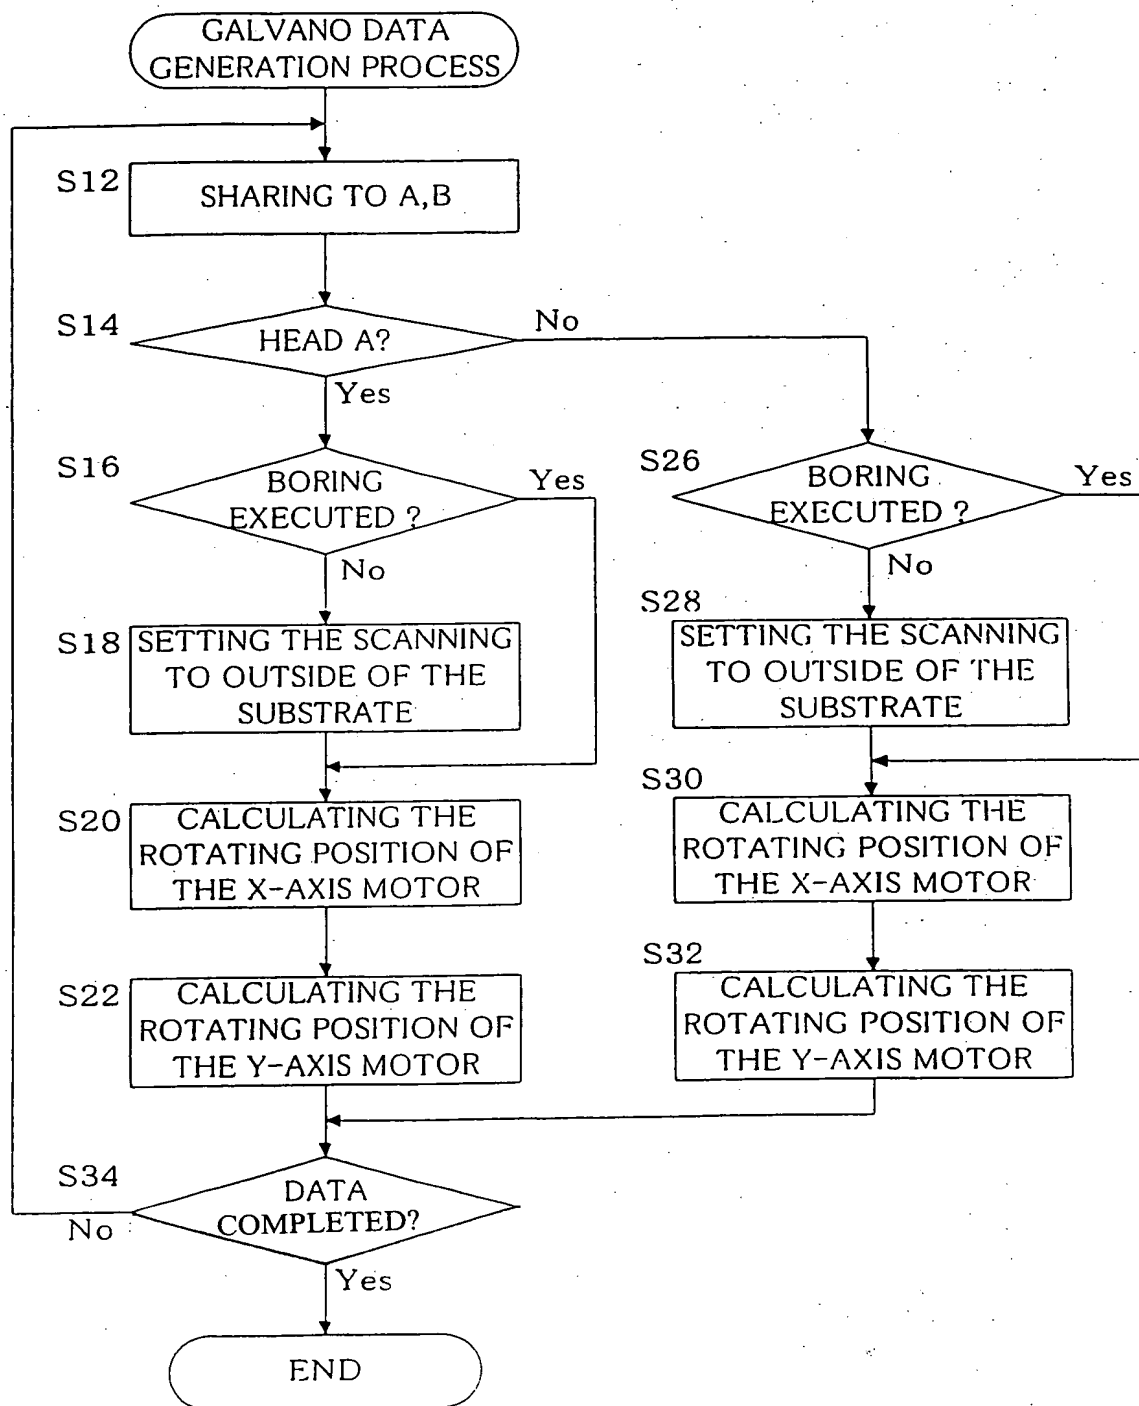 GALVANO DATA
GENERATION PROCESS
S12
SHARING TO A,B
S14
HEAD A?
No
Yes
S16
BORING
EXECUTED ?
Yes
No
S26
BORING
EXECUTED ?
Yes
No
S18
SETTING THE SCANNING
TO OUTSIDE OF THE
SUBSTRATE
S28
SETTING THE SCANNING
TO OUTSIDE OF THE
SUBSTRATE
S20
CALCULATING THE
ROTATING POSITION OF
THE X-AXIS MOTOR
S30
CALCULATING THE
ROTATING POSITION OF
THE X-AXIS MOTOR
S22
CALCULATING THE
ROTATING POSITION OF
THE Y-AXIS MOTOR
S32
CALCULATING THE
ROTATING POSITION OF
THE Y-AXIS MOTOR
S34
DATA
COMPLETED?
No
Yes
END